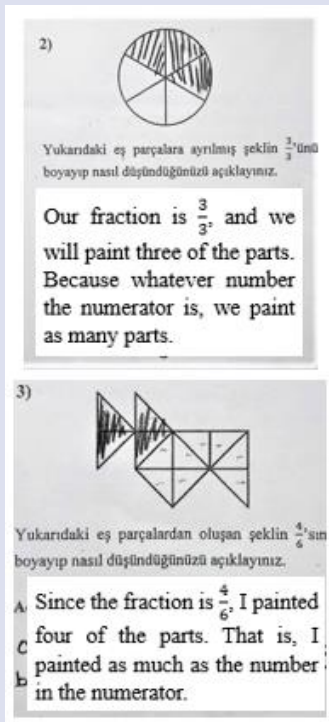 2)
Yukarıdaki eş parçalara ayrılmış şeklin 3/3'ünü
boyayıp nasıl düşündüğünüzü açıklayınız.
Our fraction is 3/3, and we
will paint three of the parts.
Because whatever number
the numerator is, we paint
as many parts.
3)
Yukarıdaki eş parçalardan oluşan şeklin 4/6'sın
boyayıp nasıl düşündüğünüzü açıklayınız.
A
Since the fraction is 4/6, I painted
four of the parts. That is, I
painted as much as the number
in the numerator.